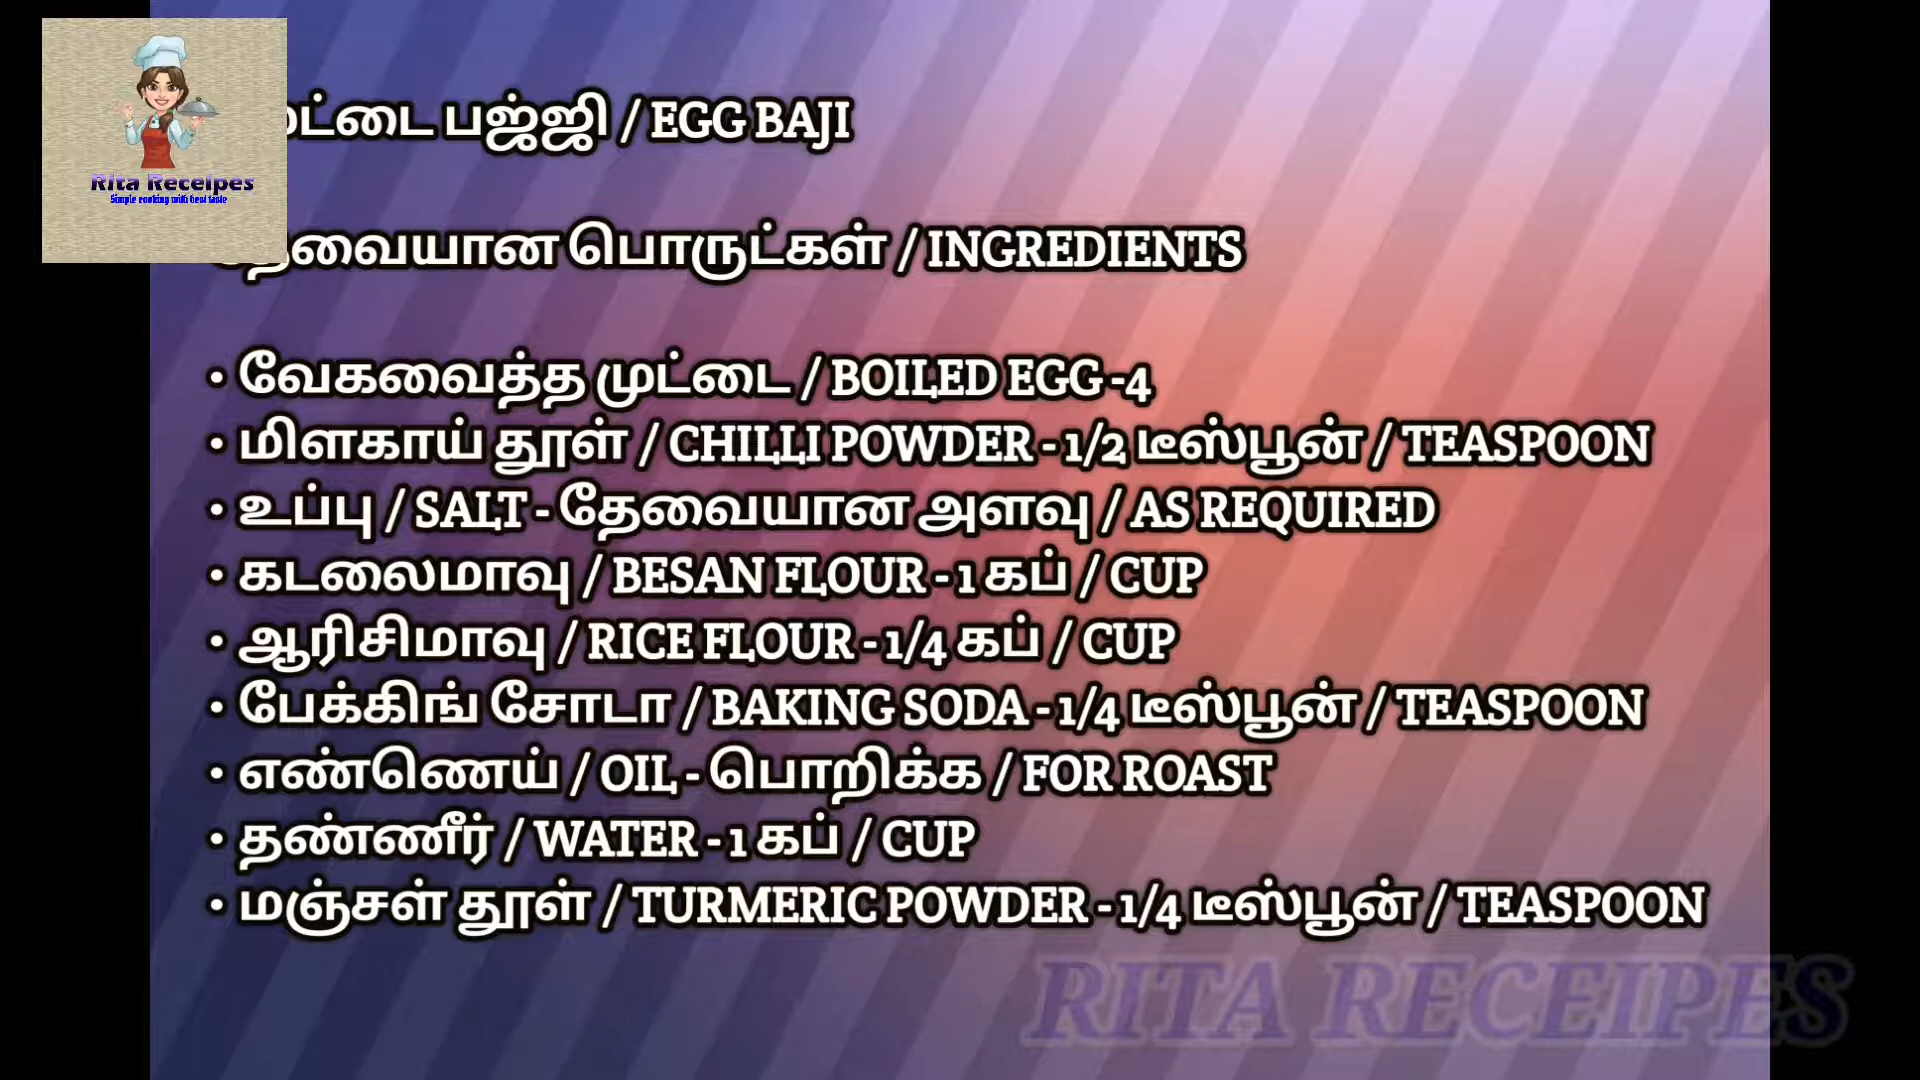 Rita Receipes
Simple cooking with best taste
பஜ்ஜி / EGG BAJI
தேவையான பொருட்கள் / INGREDIENTS
• வேகவைத்த முட்டை / BOILED EGG -4
• மிளகாய் தூள் / CHILLI POWDER - 1/2 டீஸ்பூன் / TEASPOON
• உப்பு / SALT - தேவையான அளவு / AS REQUIRED
• கடலைமாவு / BESAN FLOUR - 1 கப் / CUP
• ஆரிசிமாவு / RICE FLOUR - 1/4 கப் / CUP
• பேக்கிங் சோடா / BAKING SODA - 1/4 டீஸ்பூன் / TEASPOON
• எண்ணெய் / OIL - பொறிக்க / FOR ROAST
• தண்ணீர் / WATER - 1 கப் / CUP
• மஞ்சள் தூள் / TURMERIC POWDER - 1/4 டீஸ்பூன் / TEASPOON
RITA RECEIPES